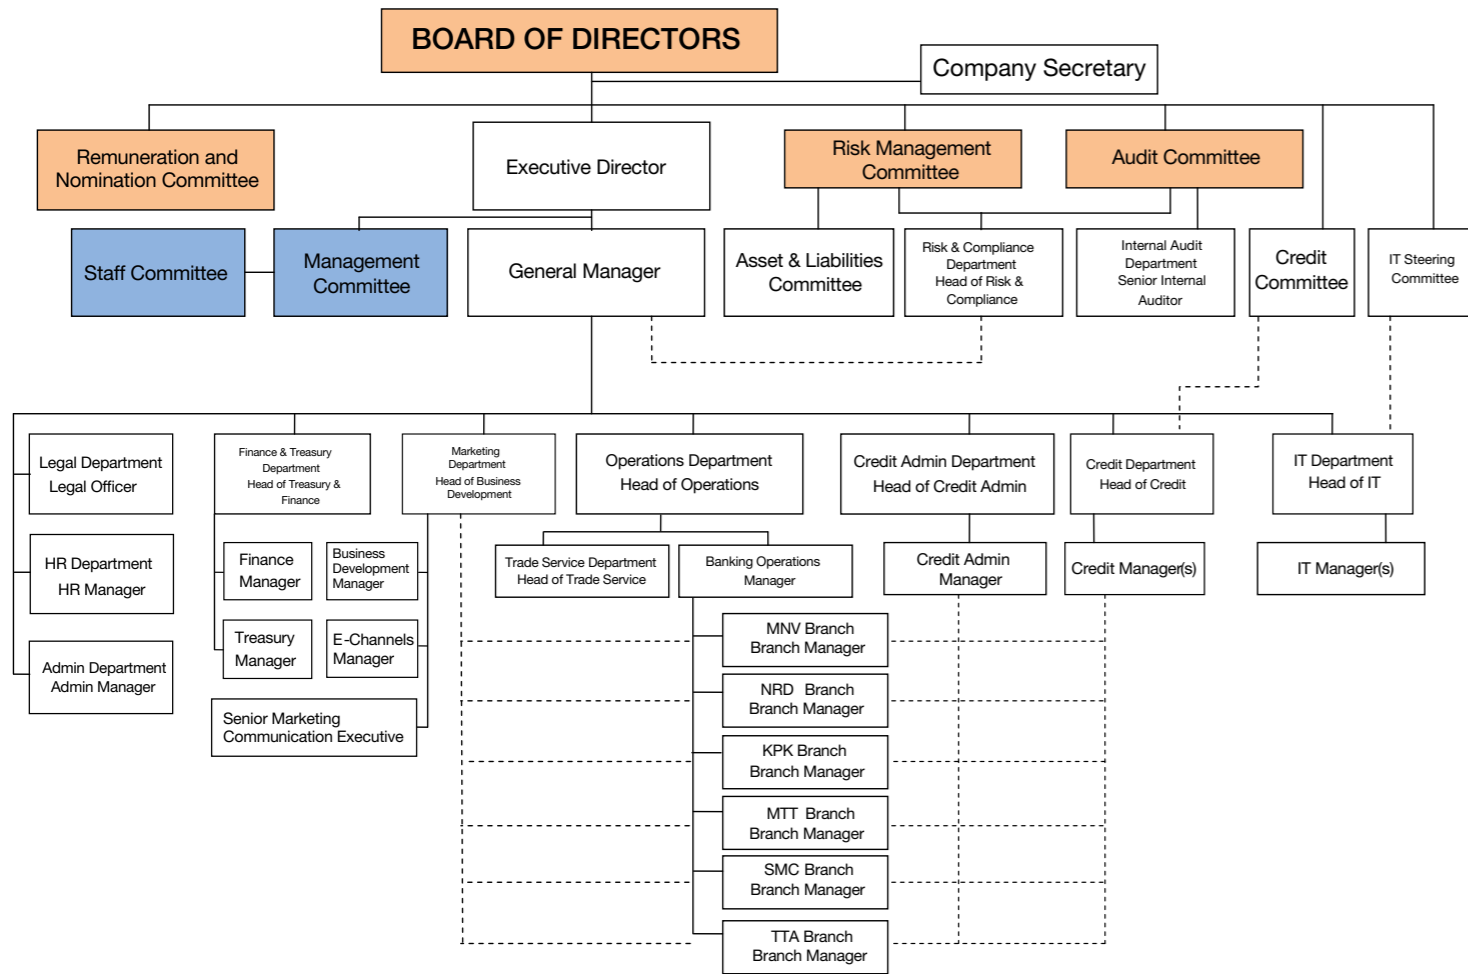 BOARD OF DIRECTORS
Company Secretary
Remuneration and
Nomination Committee
Executive Director
Risk Management
Committee
Audit Committee
Staff Committee
Management
Committee
General Manager
Asset & Liabilities
Committee
Risk & Compliance
Department
Head of Risk &
Compliance
Internal Audit
Department
Senior Internal
Auditor
Credit
Committee
IT Steering
Committee
Legal Department
Legal Officer
Finance & Treasury
Department
Head of Treasury &
Finance
Marketing
Department
Head of Business
Development
Operations Department
Head of Operations
Credit Admin Department
Head of Credit Admin
Credit Department
Head of Credit
IT Department
Head of IT
HR Department
HR Manager
Finance
Manager
Business
Development
Manager
Trade Service Department
Head of Trade Service
Banking Operations
Manager
Credit Admin
Manager
Credit Manager(s)
IT Manager(s)
Admin Department
Admin Manager
Treasury
Manager
E-Channels
Manager
Senior Marketing
Communication Executive
MNV Branch
Branch Manager
NRD Branch
Branch Manager
KPK Branch
Branch Manager
MTT Branch
Branch Manager
SMC Branch
Branch Manager
TTA Branch
Branch Manager